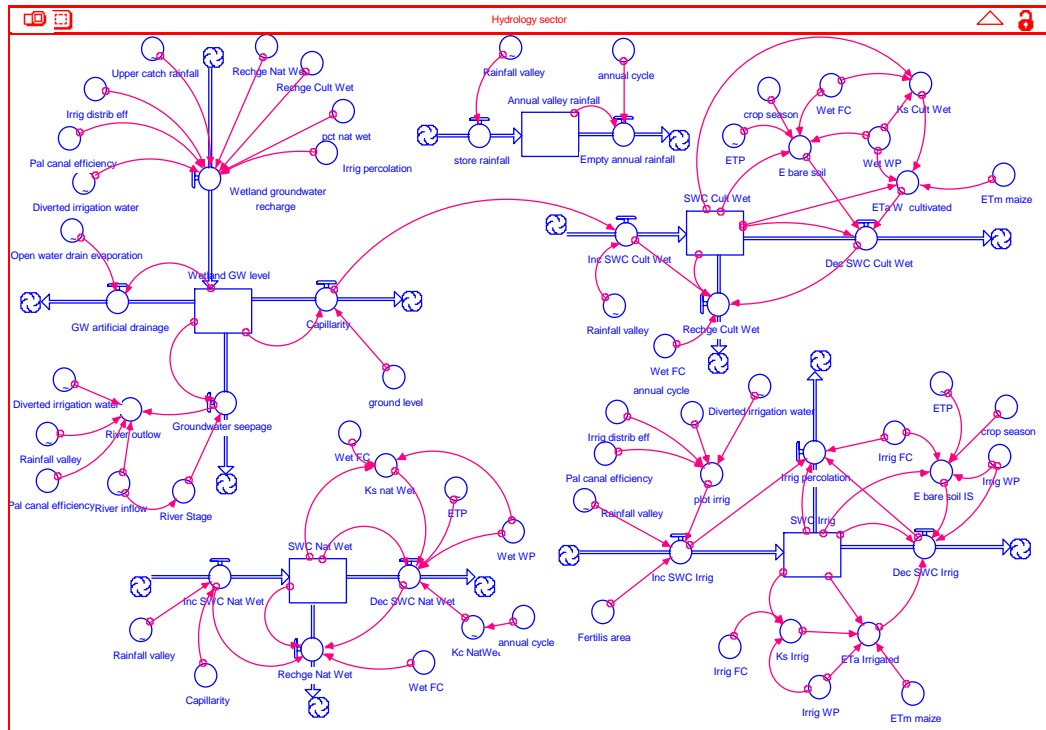 Hydrology sector
Upper catch rainfall
Rechge Nat Wet
Rechge Cult Wet
Irrig distrib eff
pct nat wet
Pal canal efficiency
Irrig percolation
Diverted irrigation water
Wetland groundwater
recharge
Rainfall valley
annual cycle
Annual valley rainfall
store rainfall
Empty annual rainfall
crop season
Wet FC
Ks Cult Wet
ETP
E bare soil
Wet WP
SWC Cult Wet
ETa W cultivated
ETm maize
Open water drain evaporation
Wetland GW level
GW artificial drainage
Capillarity
ground level
Inc SWC Cult Wet
Dec SWC Cult Wet
Rainfall valley
Rechge Cult Wet
Wet FC
Diverted irrigation water
River outlow
Groundwater seepage
Rainfall valley
Pal canal efficiency
River inflow
River Stage
annual cycle
Diverted irrigation water
Irrig distrib eff
Pal canal efficiency
plot irrig
Irrig percolation
Irrig FC
ETP
crop season
Irrig WP
E bare soil IS
Rainfall valley
SWC Irrig
Inc SWC Irrig
Dec SWC Irrig
Fertilis area
Irrig FC
Ks Irrig
ETa Irrigated
Irrig WP
ETm maize
Wet FC
Ks nat Wet
ETP
Wet WP
SWC Nat Wet
Inc SWC Nat Wet
Dec SWC Nat Wet
Rainfall valley
Kc NatWet
annual cycle
Capillarity
Rechge Nat Wet
Wet FC